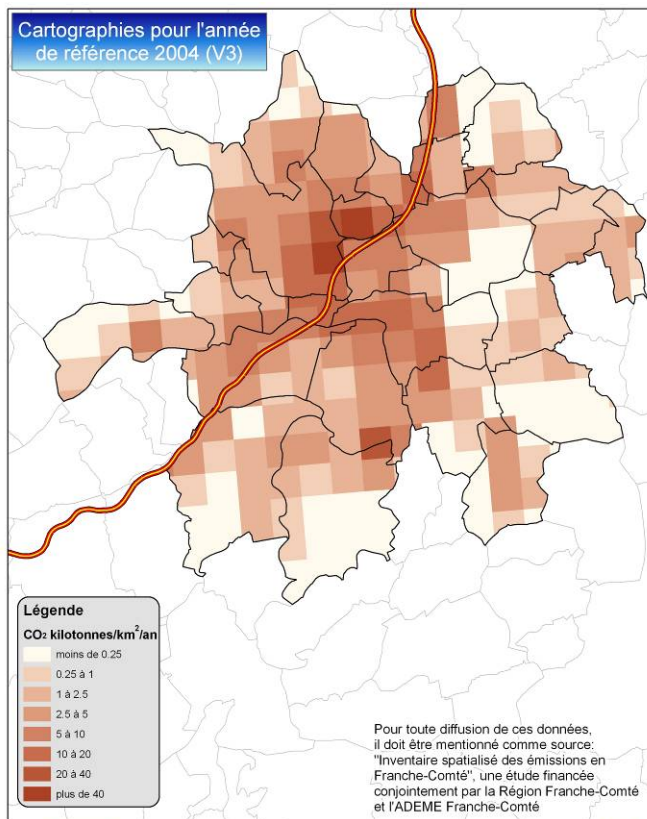 Cartographies pour l'année
de référence 2004 (V3)
Légende
CO₂ kilotonnes/km²/an
moins de 0.25
0.25 à 1
1 à 2.5
2.5 à 5
5 à 10
10 à 20
20 à 40
plus de 40
Pour toute diffusion de ces données,
il doit être mentionné comme source:
"Inventaire spatialisé des émissions en
Franche-Comté", une étude financée
conjointement par la Région Franche-Comté
et l'ADEME Franche-Comté